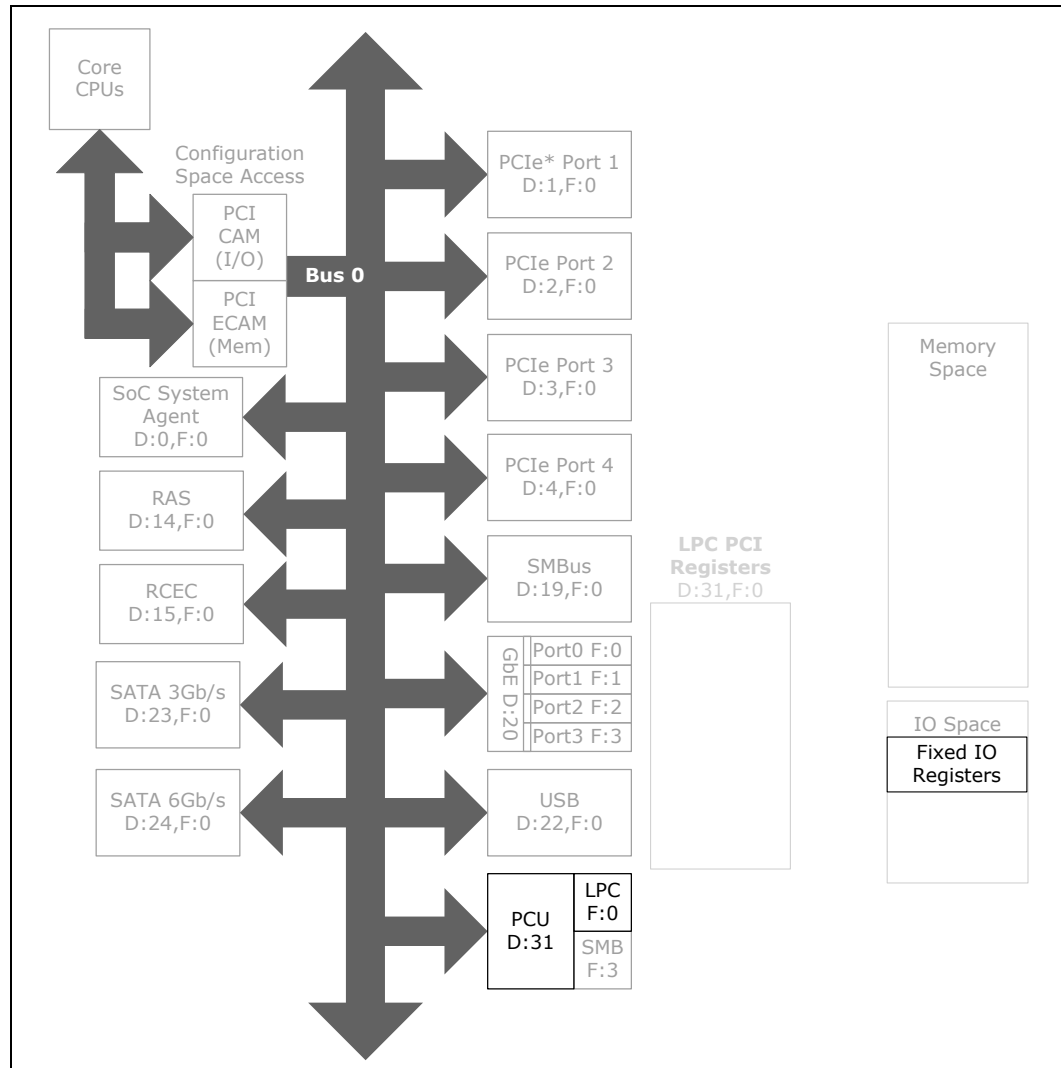 Core
CPUs
Configuration
Space Access
PCI
CAM
(I/O)
PCI
ECAM
(Mem)
Bus 0
SoC System
Agent
D:0,F:0
RAS
D:14,F:0
RCEC
D:15,F:0
SATA 3Gb/s
D:23,F:0
SATA 6Gb/s
D:24,F:0
PCIe* Port 1
D:1,F:0
PCIe Port 2
D:2,F:0
PCIe Port 3
D:3,F:0
PCIe Port 4
D:4,F:0
SMBus
D:19,F:0
GbE D:20
Port0 F:0
Port1 F:1
Port2 F:2
Port3 F:3
USB
D:22,F:0
PCU
D:31
LPC
F:0
SMB
F:3
LPC PCI
Registers
D:31,F:0
Memory
Space
IO Space
Fixed IO
Registers